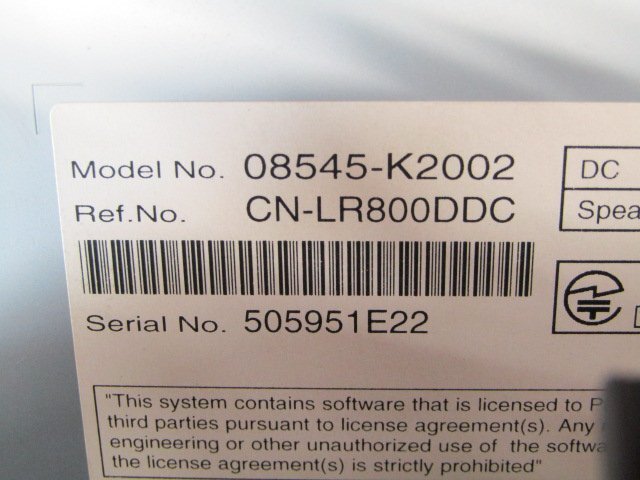 Model No. 08545-K2002
DC
Ref.No. CN-LR800DDC
Serial No. 505951E22
"This system contains software that is licensed to
third parties pursuant to license agreement(s). Any
engineering or other unauthorized use of the
the license agreement(s) is strictly prohibited"